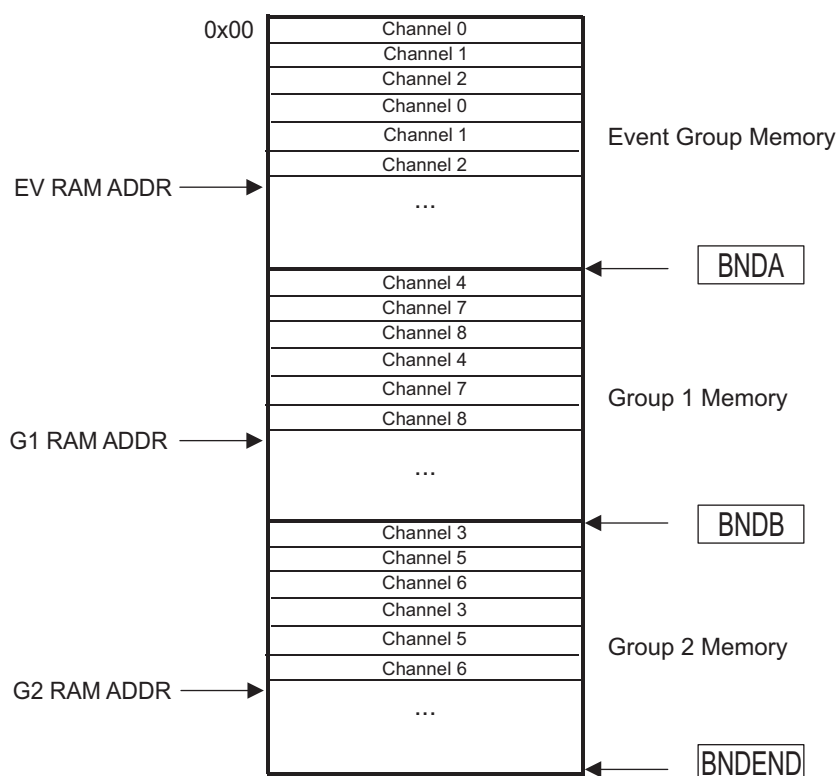 0x00
Channel 0
Channel 1
Channel 2
Channel 0
Channel 1
Channel 2
...
Event Group Memory
EV RAM ADDR
BNDA
Channel 4
Channel 7
Channel 8
Channel 4
Channel 7
Channel 8
...
Group 1 Memory
G1 RAM ADDR
BNDB
Channel 3
Channel 5
Channel 6
Channel 3
Channel 5
Channel 6
...
Group 2 Memory
G2 RAM ADDR
BNDEND